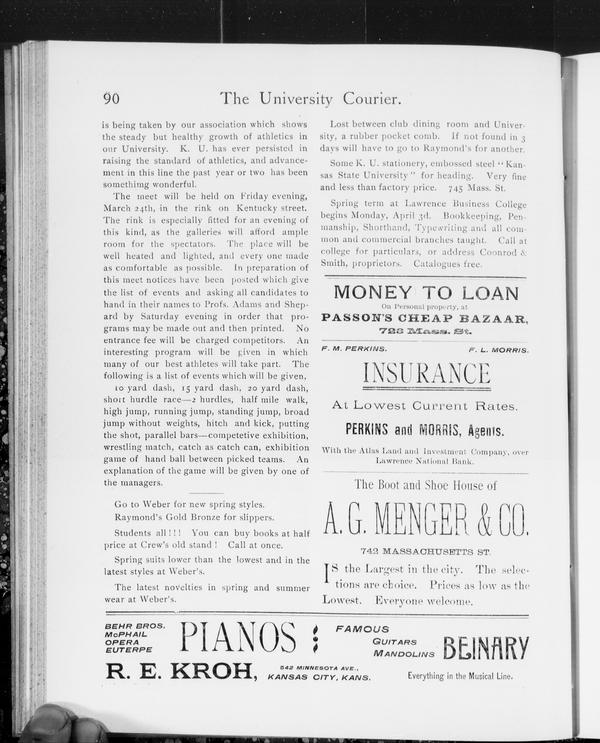 90
The University Courier.
is being taken by our association which shows
the steady but healthy growth of athletics in
our University. K. U. has ever persisted in
raising the standard of athletics, and advance-
ment in this line the past year or two has been
somethimg wonderful.
The meet will be held on Friday evening,
March 24th, in the rink on Kentucky street.
The rink is especially fitted for an evening of
this kind, as the galleries will afford ample
room for the spectators. The place will be
well heated and lighted, and every one made
as comfortable as possible. In preparation of
this meet notices have been posted which give
the list of events and asking all candidates to
hand in their names to Profs. Adams and Shep-
ard by Saturday evening in order that pro-
grams may be made out and then printed. No
entrance fee will be charged competitors. An
interesting program will be given in which
many of our best athletes will take part. The
following is a list of events which will be given,
10 yard dash, 15 yard dash, 20 yard dash,
short hurdle race—2 hurdles, half mile walk,
high jump, running jump, standing jump, broad
jump without weights, hitch and kick, putting
the shot, parallel bars—competetive exhibition,
wrestling match, catch as catch can, exhibition
game of hand ball between picked teams. An
explanation of the game will be given by one of
the managers.
Go to Weber for new spring styles.
Raymond's Gold Bronze for slippers.
Students all!!! You can buy books at half
price at Crew's old stand! Call at once.
Spring suits lower than the lowest and in the
latest styles at Weber's.
The latest novelties in spring and summer
wear at Weber's.
Lost between club dining room and Univer-
sity, a rubber pocket comb. If not found in 3
days will have to go to Raymond's for another.
Some K. U. stationery, embossed steel "Kan-
sas State University" for heading. Very fine
and less than factory price. 745 Mass. St.
Spring term at Lawrence Business College
begins Monday, April 3d. Bookkeeping, Pen-
manship, Shorthand, Typewriting and all com-
mon and commercial branches taught. Call at
college for particulars, or address Coonrod &
Smith, proprietors. Catalogues free.
MONEY TO LOAN
On Personal property, at
PASSON'S CHEAP BAZAAR,
728 Mass. St.
F. M. PERKINS. F. L. MORRIS.
INSURANCE
At Lowest Current Rates.
PERKINS and MORRIS, Agents.
With the Atlas Land and Investment Company, over
Lawrence National Bank.
The Boot and Shoe House of
A. G. MENGER & CO.
742 MASSACHUSETTS ST.
IS the Largest in the city. The selec-
tions are choice. Prices as low as the
Lowest. Everyone welcome.
BEHR BROS.
McPHAIL
OPERA
EUTERPE
PIANOS
FAMOUS
GUITARS
MANDOLINS
BEINARY
R. E. KROH,
542 MINNESOTA AVE.,
KANSAS CITY, KANS.
Everything in the Musical Line.